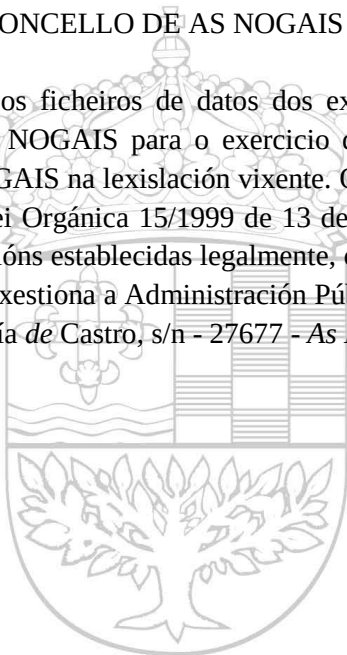 ONCELLO DE AS NOGAIS
os ficheiros de datos dos ex
NOGAIS para o exercicio
GAIS na lexislación vixente.
ei Orgánica 15/1999 de 13 de
ións establecidas legalmente,
xestiona a Administración Pú
ía de Castro, s/n - 27677 - As